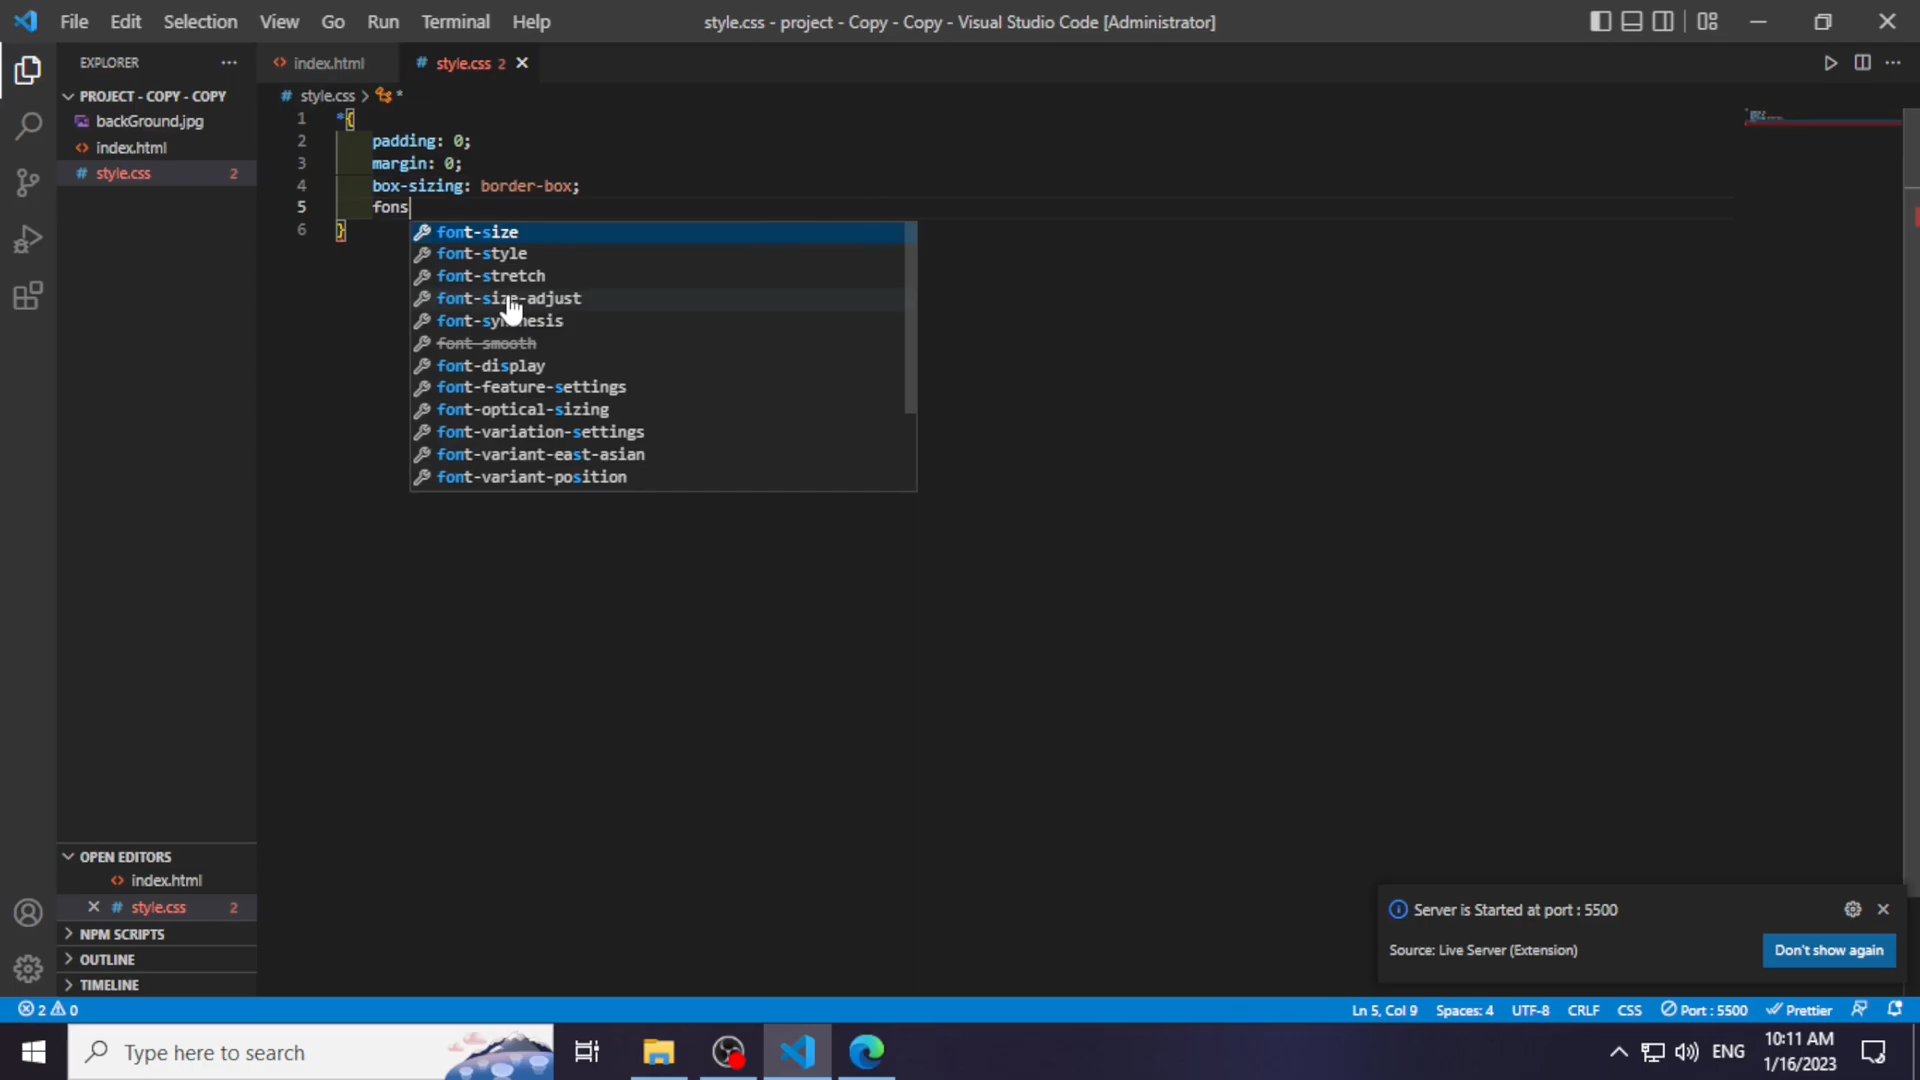 File Edit Selection View Go Run Terminal Help
style.css - project - Copy - Copy - Visual Studio Code [Administrator]
EXPLORER
PROJECT - COPY - COPY
backGround.jpg
index.html
style.css 2
index.html
style.css 2
style.css > *
1 *{
2 padding: 0;
3 margin: 0;
4 box-sizing: border-box;
5 fons
6 }
font-size
font-style
font-stretch
font-size-adjust
font-synthesis
font-smooth
font-display
font-feature-settings
font-optical-sizing
font-variation-settings
font-variant-east-asian
font-variant-position
OPEN EDITORS
index.html
style.css 2
NPM SCRIPTS
OUTLINE
TIMELINE
Server is Started at port : 5500
Source: Live Server (Extension)
Don't show again
2 0
Ln 5, Col 9 Spaces: 4 UTF-8 CRLF CSS Port : 5500 Prettier
Type here to search
ENG
10:11 AM
1/16/2023